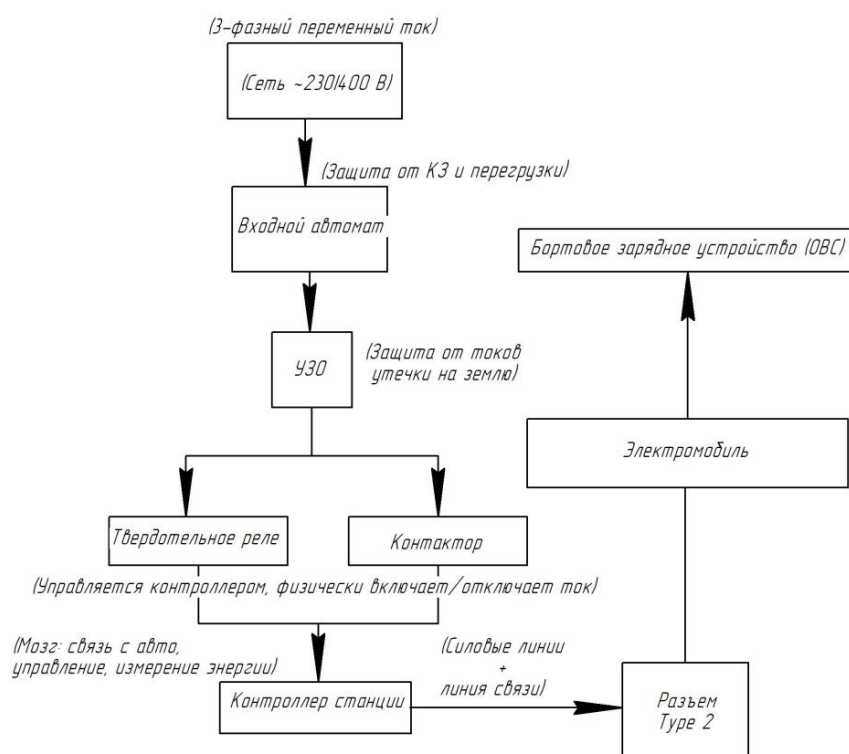 (3-фазный переменный ток)
(Сеть ~230/400 В)
(Защита от КЗ и перегрузки)
Входной автомат
Бортовое зарядное устройство (ОВС)
УЗО
(Защита от токов
утечки на землю)
Электромобиль
Твердотельное реле
Контактор
(Управляется контроллером, физически включает/отключает ток)
(Мозг: связь с авто,
управление, измерение энергии)
(Силовые линии
+
линия связи)
Контроллер станции
Разъем
Type 2